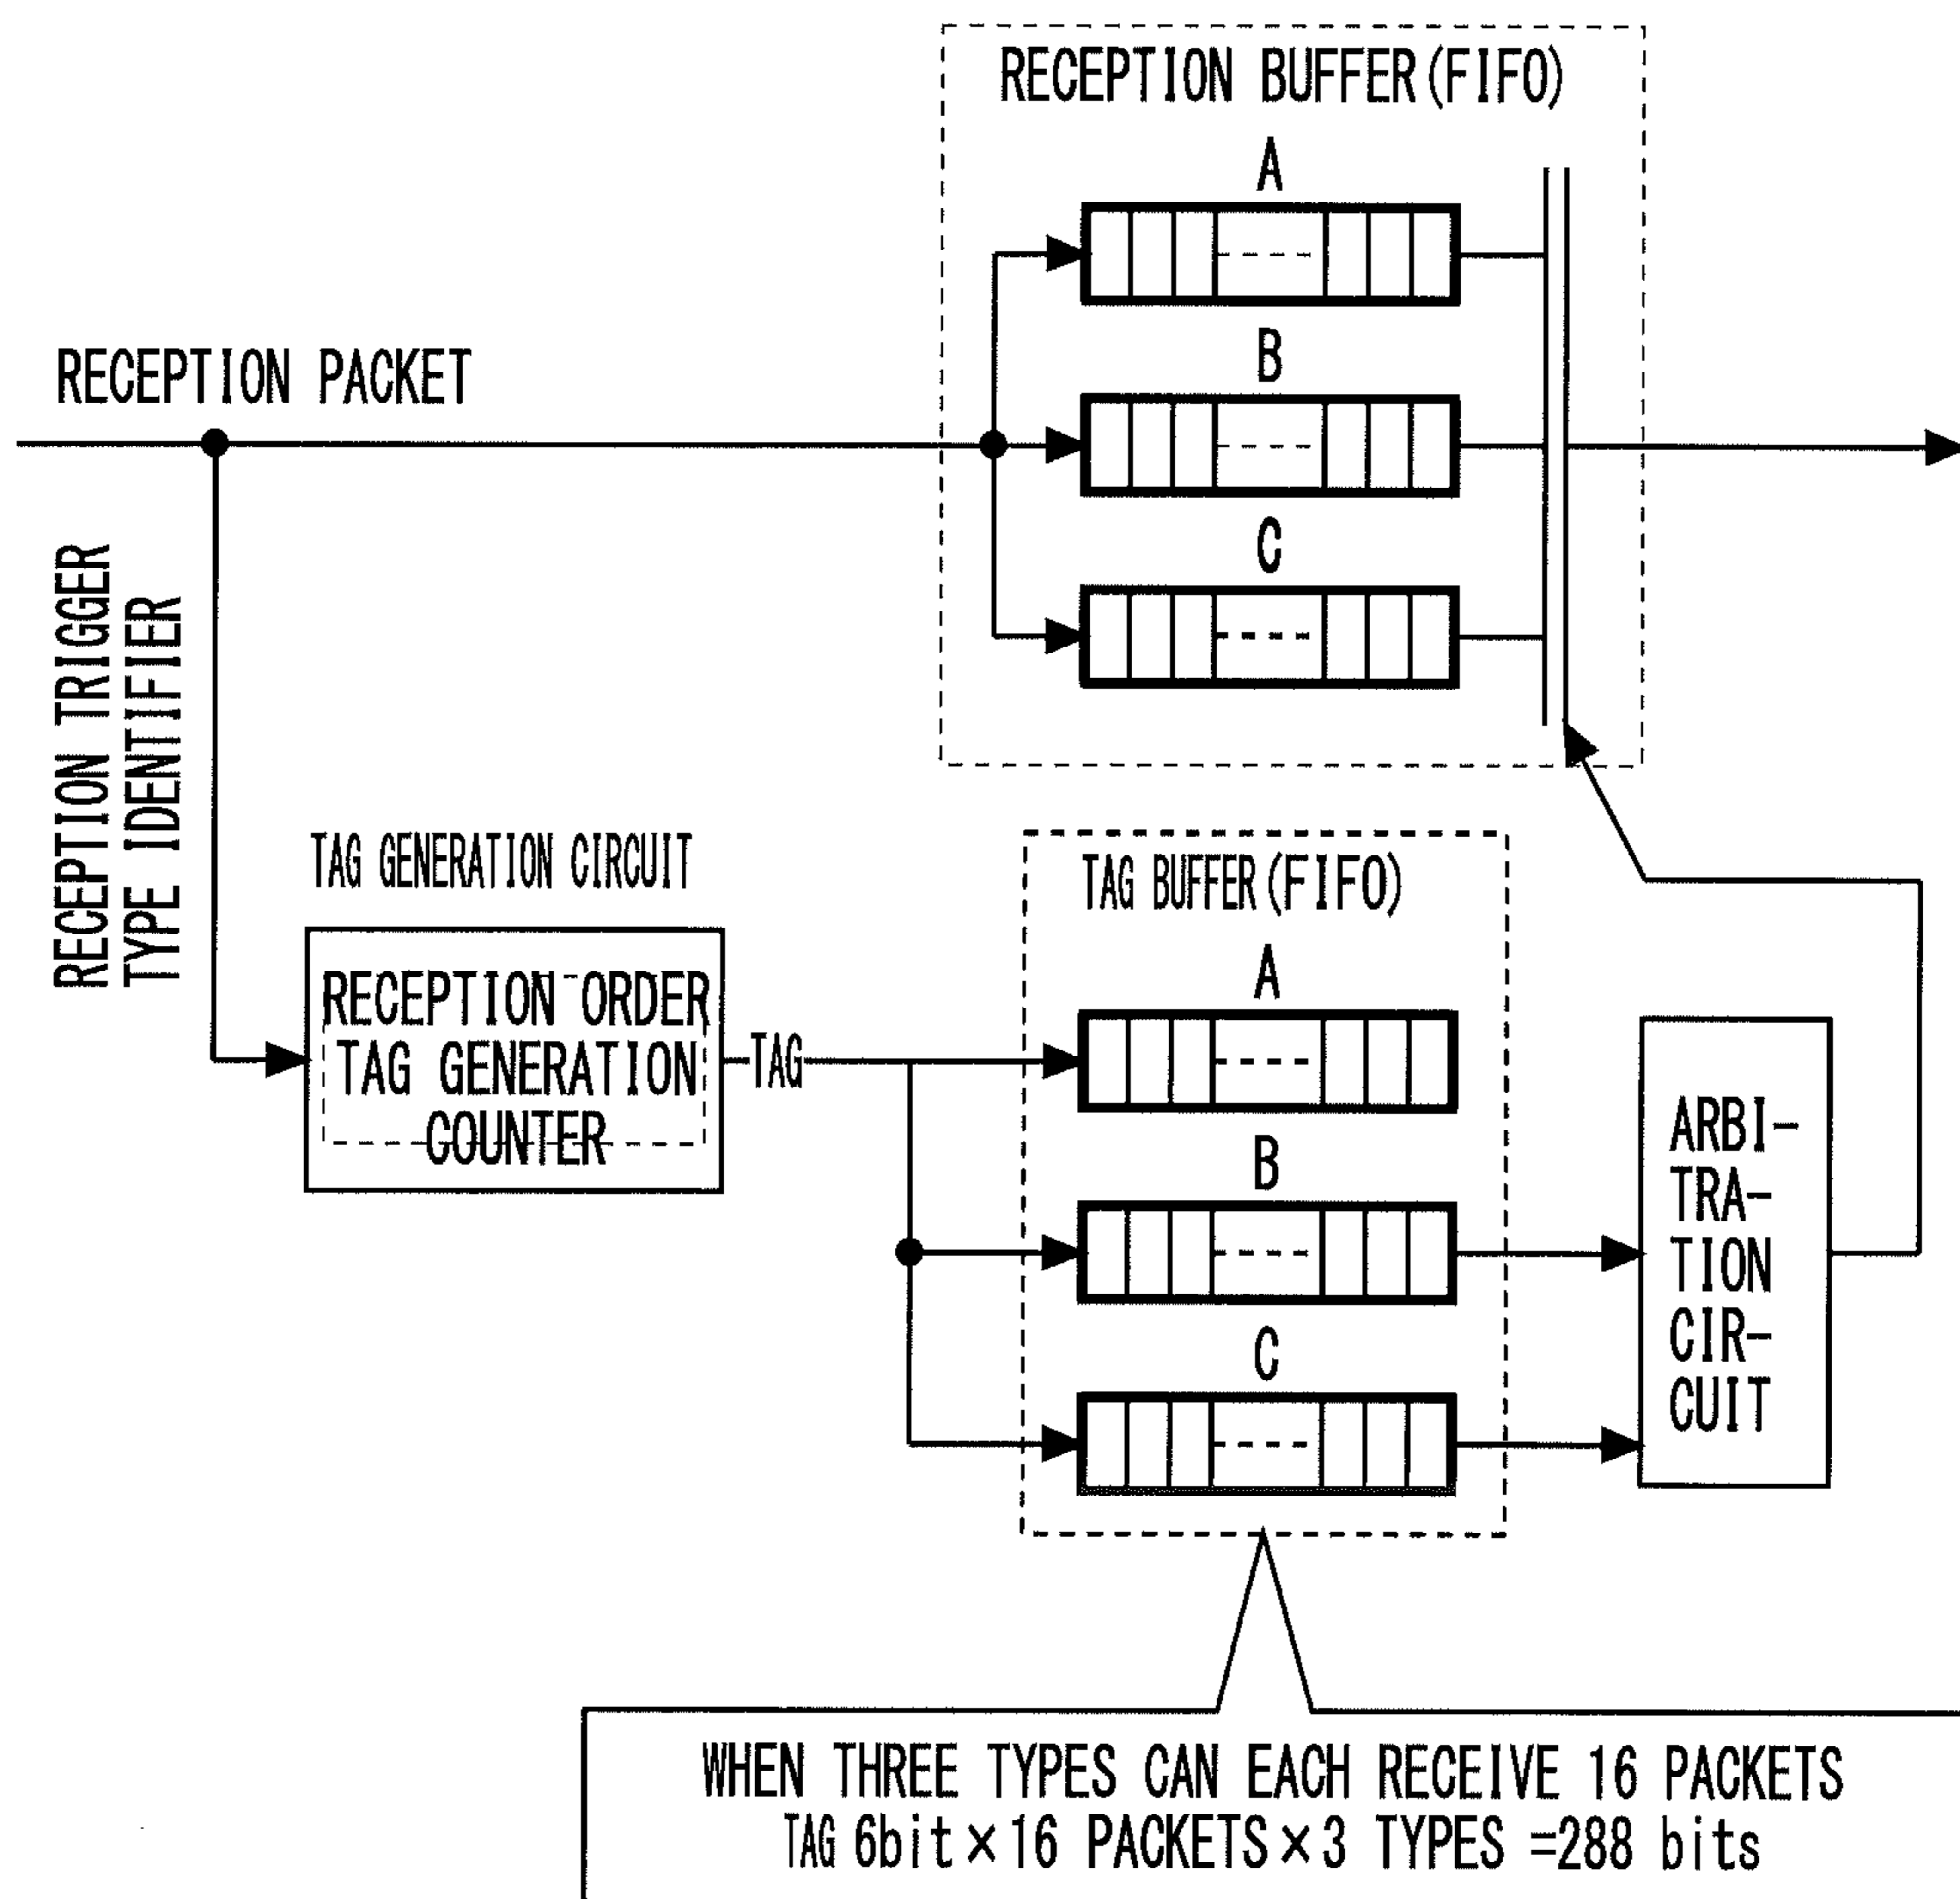 RECEPTION BUFFER(FIFO)
A
B
C
RECEPTION PACKET
RECEPTION TRIGGER
TYPE IDENTIFIER
TAG GENERATION CIRCUIT
RECEPTION ORDER
TAG GENERATION
COUNTER
TAG
TAG BUFFER(FIFO)
A
B
C
ARBI-
TRA-
TION
CIR-
CUIT
WHEN THREE TYPES CAN EACH RECEIVE 16 PACKETS
TAG 6bit×16 PACKETS×3 TYPES =288 bits